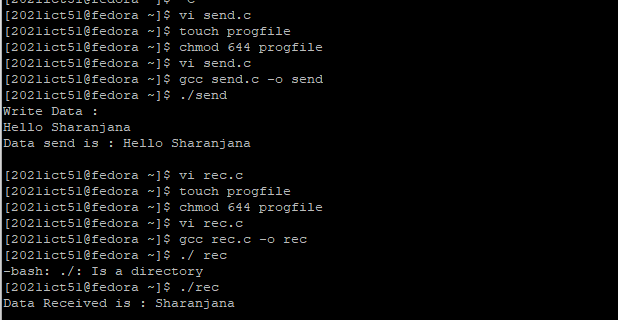 [2021ict51@fedora ~]$ vi send.c
[2021ict51@fedora ~]$ touch progfile
[2021ict51@fedora ~]$ chmod 644 progfile
[2021ict51@fedora ~]$ vi send.c
[2021ict51@fedora ~]$ gcc send.c -o send
[2021ict51@fedora ~]$ ./send
Write Data :
Hello Sharanjana
Data send is : Hello Sharanjana
[2021ict51@fedora ~]$ vi rec.c
[2021ict51@fedora ~]$ touch progfile
[2021ict51@fedora ~]$ chmod 644 progfile
[2021ict51@fedora ~]$ vi rec.c
[2021ict51@fedora ~]$ gcc rec.c -o rec
[2021ict51@fedora ~]$ ./ rec
-bash: ./: Is a directory
[2021ict51@fedora ~]$ ./rec
Data Received is : Sharanjana